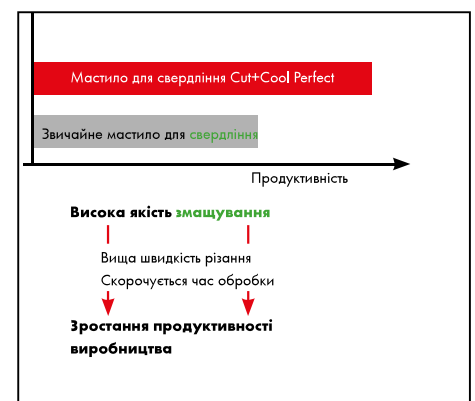 Мастило для свердління Cut+Cool Perfect
Звичайне мастило для свердління
Продуктивність
Висока якість змащування
Вища швидкість різання
Скорочується час обробки
Зростання продуктивності
виробництва